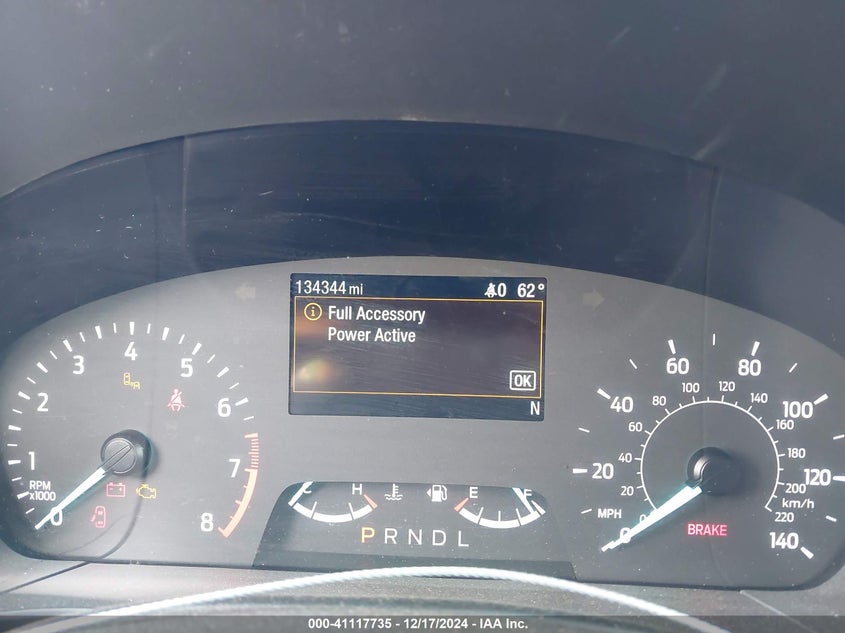 134344 mi
0 62°
Full Accessory
Power Active
OK
N
0 1 2 3 4 5 6 7 8
RPM
x1000
C H
E F
P R N D L
0 20 40 60 80 100 120 140
MPH
0 20 40 60 80 100 120 140 160 180 200 220
km/h
BRAKE
000-41117735 - 12/17/2024 - IAA Inc.